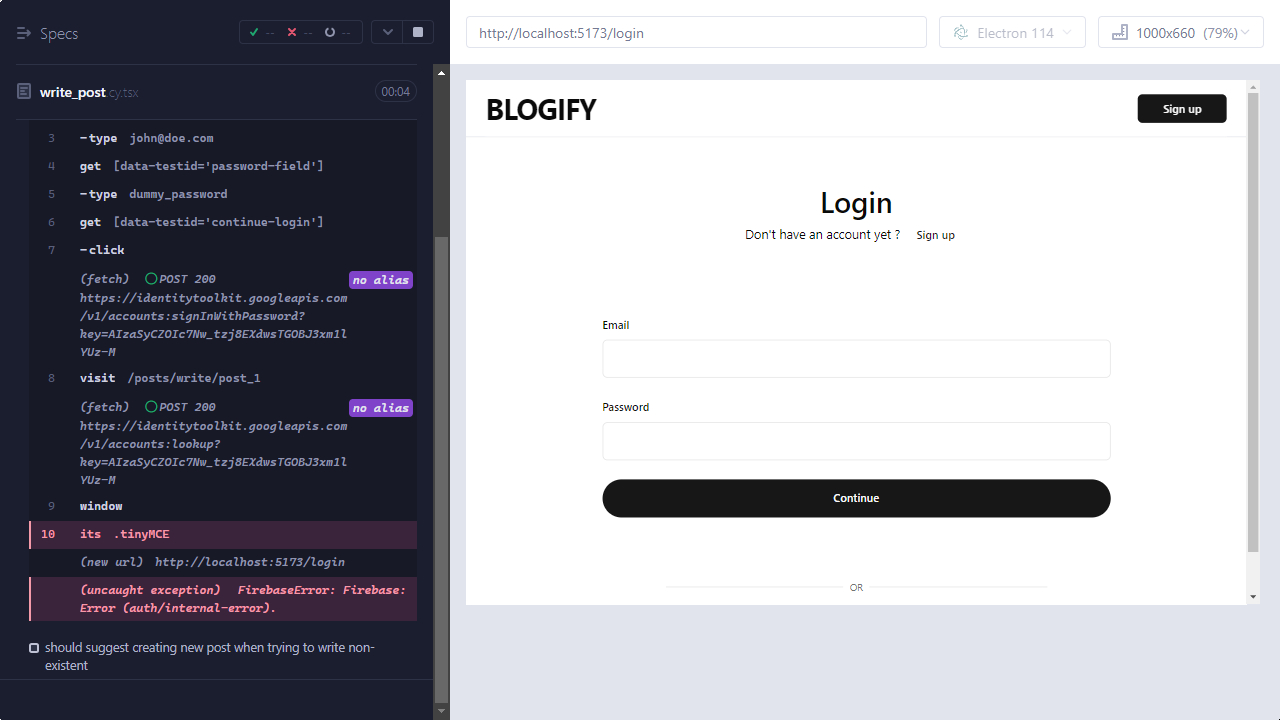 Specs
-- -- --
write_post.cy.tsx
00:04
3 -type john@doe.com
4 get [data-testid='password-field']
5 -type dummy_password
6 get [data-testid='continue-login']
7 -click
(fetch) POST 200 no alias
https://identitytoolkit.googleapis.com
/v1/accounts:signInWithPassword?
key=AIzaSyCZOIc7Nw_tzj8EXdwsTGOBJ3xm1l
YUz-M
8 visit /posts/write/post_1
(fetch) POST 200 no alias
https://identitytoolkit.googleapis.com
/v1/accounts:lookup?
key=AIzaSyCZOIc7Nw_tzj8EXdwsTGOBJ3xm1l
YUz-M
9 window
10 its .tinyMCE
(new url) http://localhost:5173/login
(uncaught exception) FirebaseError: Firebase:
Error (auth/internal-error).
should suggest creating new post when trying to write non-
existent
http://localhost:5173/login
Electron 114
1000x660 (79%)
BLOGIFY
Sign up
Login
Don't have an account yet ? Sign up
Email
Password
Continue
OR